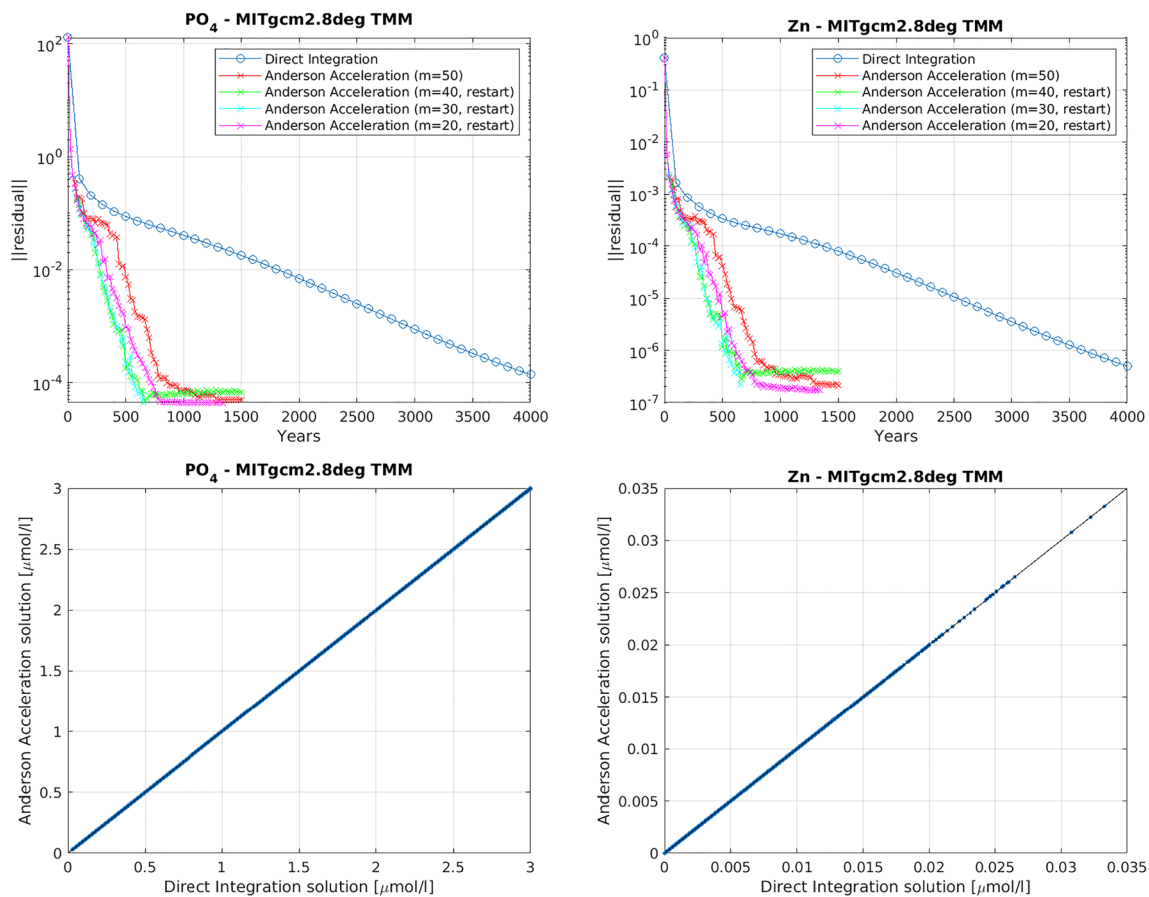 PO4 - MITgcm2.8deg TMM
10^2
10^0
10^-2
10^-4
||residual||
Direct Integration
Anderson Acceleration (m=50)
Anderson Acceleration (m=40, restart)
Anderson Acceleration (m=30, restart)
Anderson Acceleration (m=20, restart)
0 500 1000 1500 2000 2500 3000 3500 4000
Years
Zn - MITgcm2.8deg TMM
10^0
10^-1
10^-2
10^-3
10^-4
10^-5
10^-6
10^-7
||residual||
Direct Integration
Anderson Acceleration (m=50)
Anderson Acceleration (m=40, restart)
Anderson Acceleration (m=30, restart)
Anderson Acceleration (m=20, restart)
0 500 1000 1500 2000 2500 3000 3500 4000
Years
PO4 - MITgcm2.8deg TMM
3
2.5
2
1.5
1
0.5
0
Anderson Acceleration solution [μmol/l]
0 0.5 1 1.5 2 2.5 3
Direct Integration solution [μmol/l]
Zn - MITgcm2.8deg TMM
0.035
0.03
0.025
0.02
0.015
0.01
0.005
0
Anderson Acceleration solution [μmol/l]
0 0.005 0.01 0.015 0.02 0.025 0.03 0.035
Direct Integration solution [μmol/l]